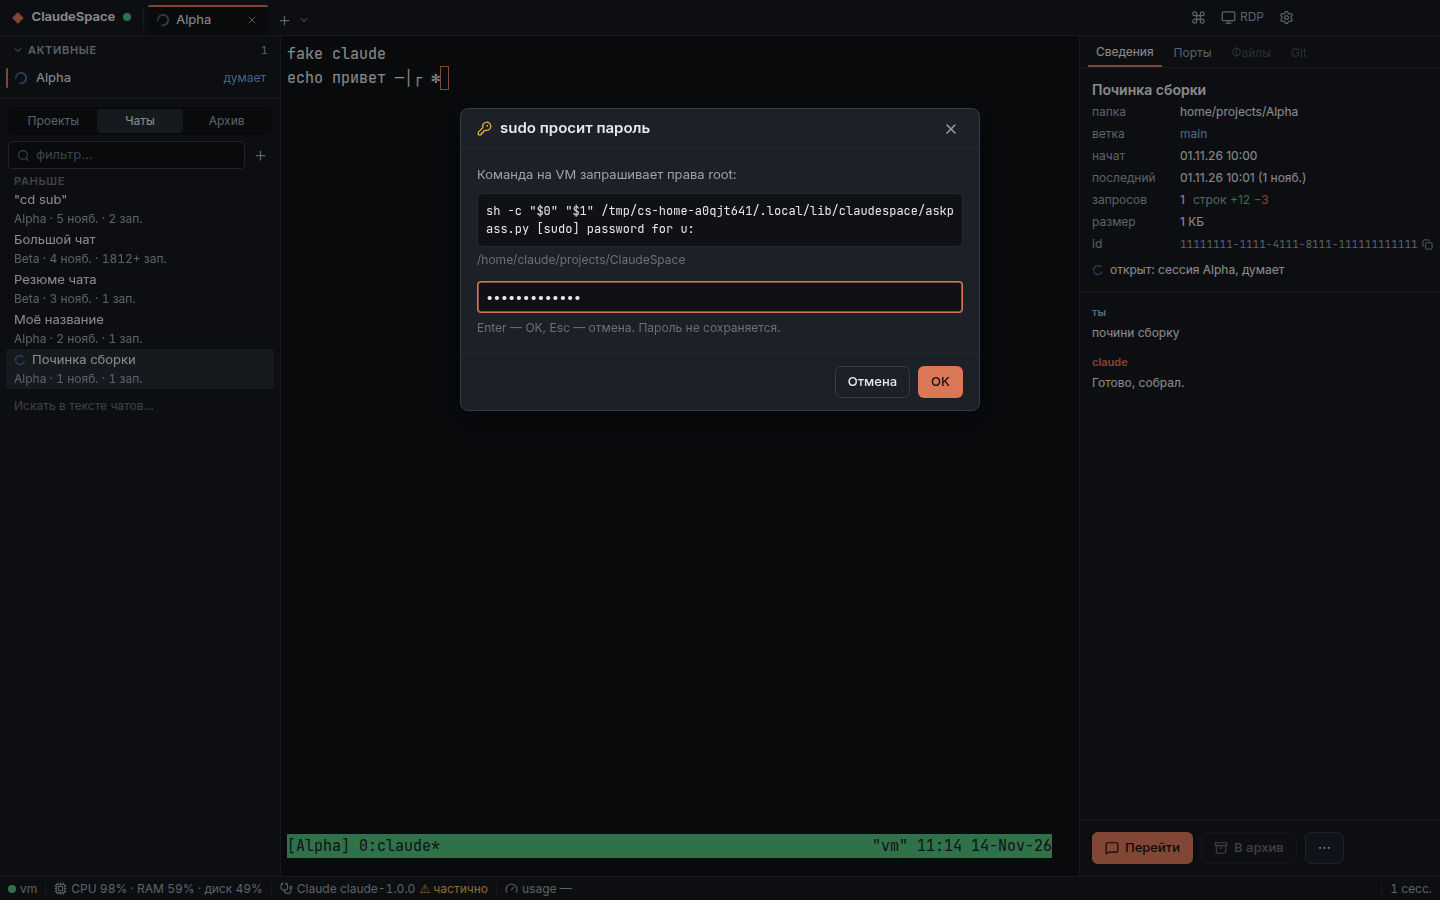 ClaudeSpace
Alpha
RDP
АКТИВНЫЕ 1
Alpha думает
Проекты Чаты Архив
фильтр...
РАНЬШЕ
"cd sub"
Alpha · 5 нояб. · 2 зап.
Большой чат
Beta · 4 нояб. · 1812+ зап.
Резюме чата
Beta · 3 нояб. · 1 зап.
Моё название
Alpha · 2 нояб. · 1 зап.
Починка сборки
Alpha · 1 нояб. · 1 зап.
Искать в тексте чатов...
fake claude
echo привет —|┌ ✻
sudo просит пароль
Команда на VM запрашивает права root:
sh -c "$0" "$1" /tmp/cs-home-a0qjt641/.local/lib/claudespace/askp
ass.py [sudo] password for u:
/home/claude/projects/ClaudeSpace
•••••••••••••
Enter — OK, Esc — отмена. Пароль не сохраняется.
Отмена OK
[Alpha] 0:claude* "vm" 11:14 14-Nov-26
Сведения Порты Файлы Git
Починка сборки
папка home/projects/Alpha
ветка main
начат 01.11.26 10:00
последний 01.11.26 10:01 (1 нояб.)
запросов 1 строк +12 −3
размер 1 КБ
id 11111111-1111-4111-8111-111111111111
открыт: сессия Alpha, думает
ты
почини сборку
claude
Готово, собрал.
Перейти В архив ···
vm CPU 98% · RAM 59% · диск 49% Claude claude-1.0.0 ⚠ частично usage — 1 сесс.